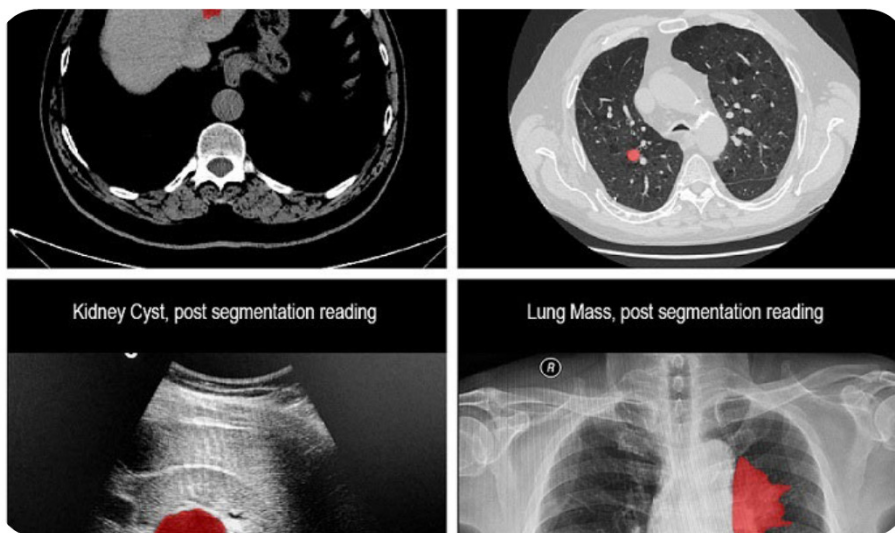 Kidney Cyst, post segmentation reading
Lung Mass, post segmentation reading
R